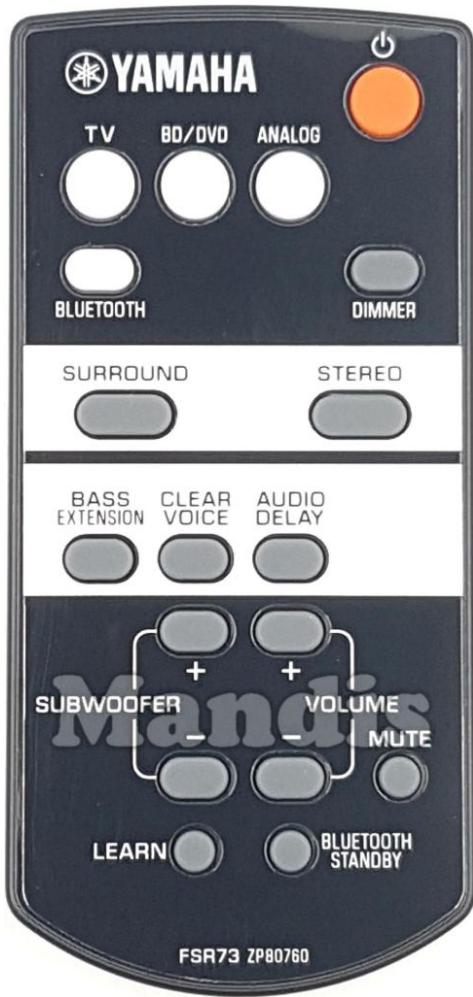 YAMAHA
TV BD/DVD ANALOG
BLUETOOTH DIMMER
SURROUND STEREO
BASS EXTENSION CLEAR VOICE AUDIO DELAY
+ +
SUBWOOFER VOLUME
Mandis
MUTE
- -
LEARN BLUETOOTH STANDBY
FSR73 ZP80760